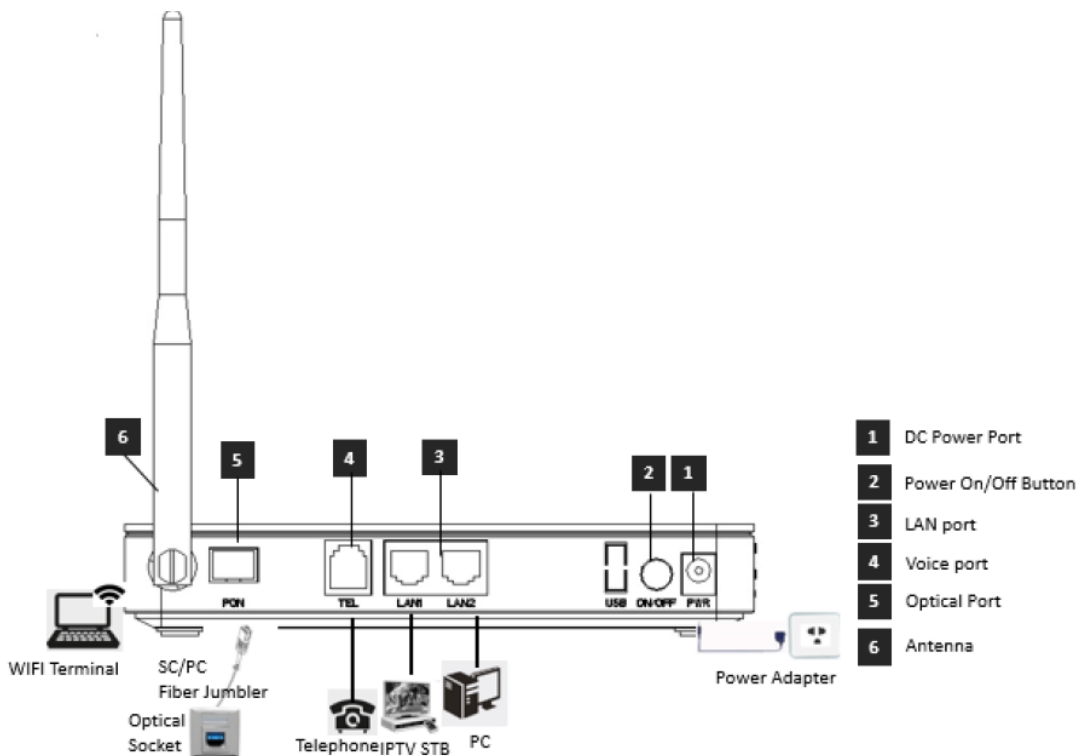 6
5
4
3
2
1
1 DC Power Port
2 Power On/Off Button
3 LAN port
4 Voice port
5 Optical Port
6 Antenna
PON
TEL
LAN1
LAN2
USB
ON/OFF
PWR
WIFI Terminal
SC/PC
Fiber Jumbler
Optical
Socket
Telephone
IPTV STB
PC
Power Adapter